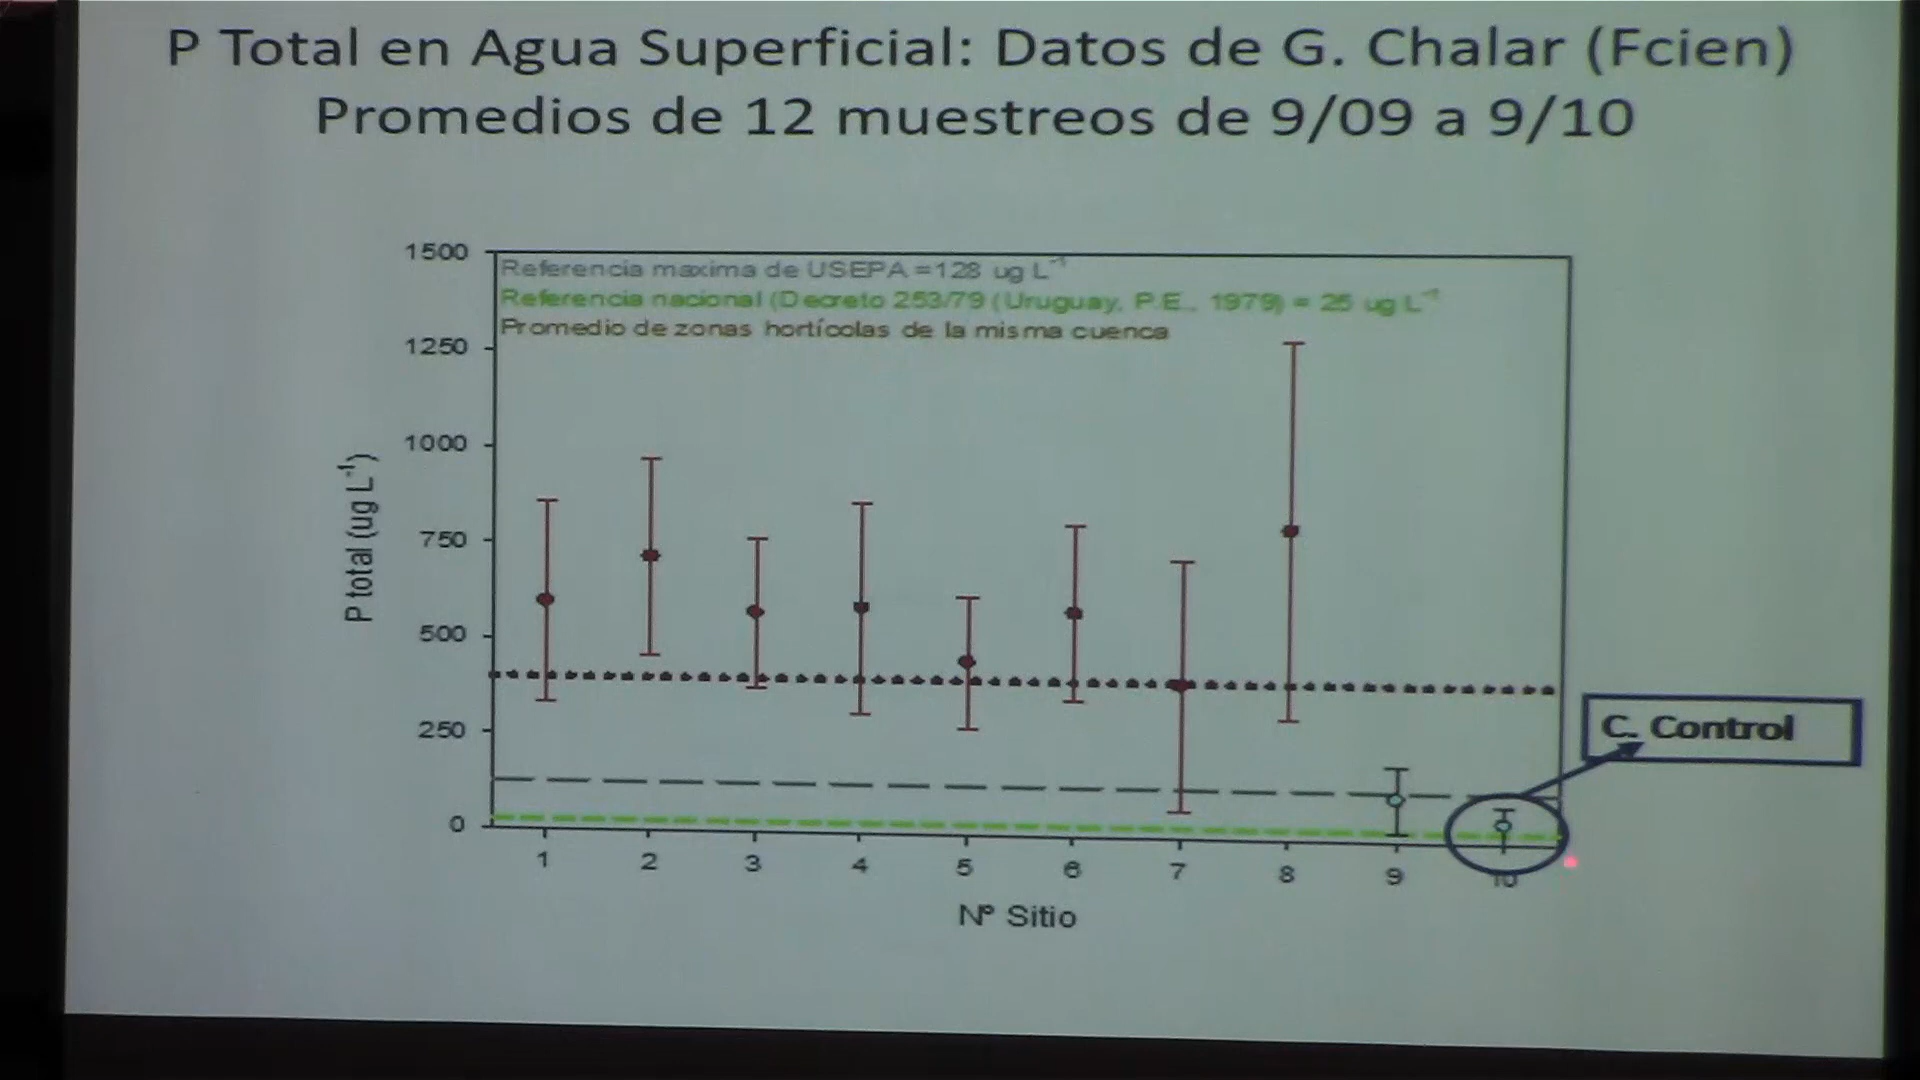 P Total en Agua Superficial: Datos de G. Chalar (Fcien)
Promedios de 12 muestreos de 9/09 a 9/10
1500
1250
1000
750
500
250
0
P total (ug L⁻¹)
Referencia maxima de USEPA =128 ug L⁻¹
Referencia nacional (Decreto 253/79 (Uruguay. P.E., 1979) = 25 ug L⁻¹
Promedio de zonas hortícolas de la misma cuenca
C. Control
1 2 3 4 5 6 7 8 9 10
Nº Sitio